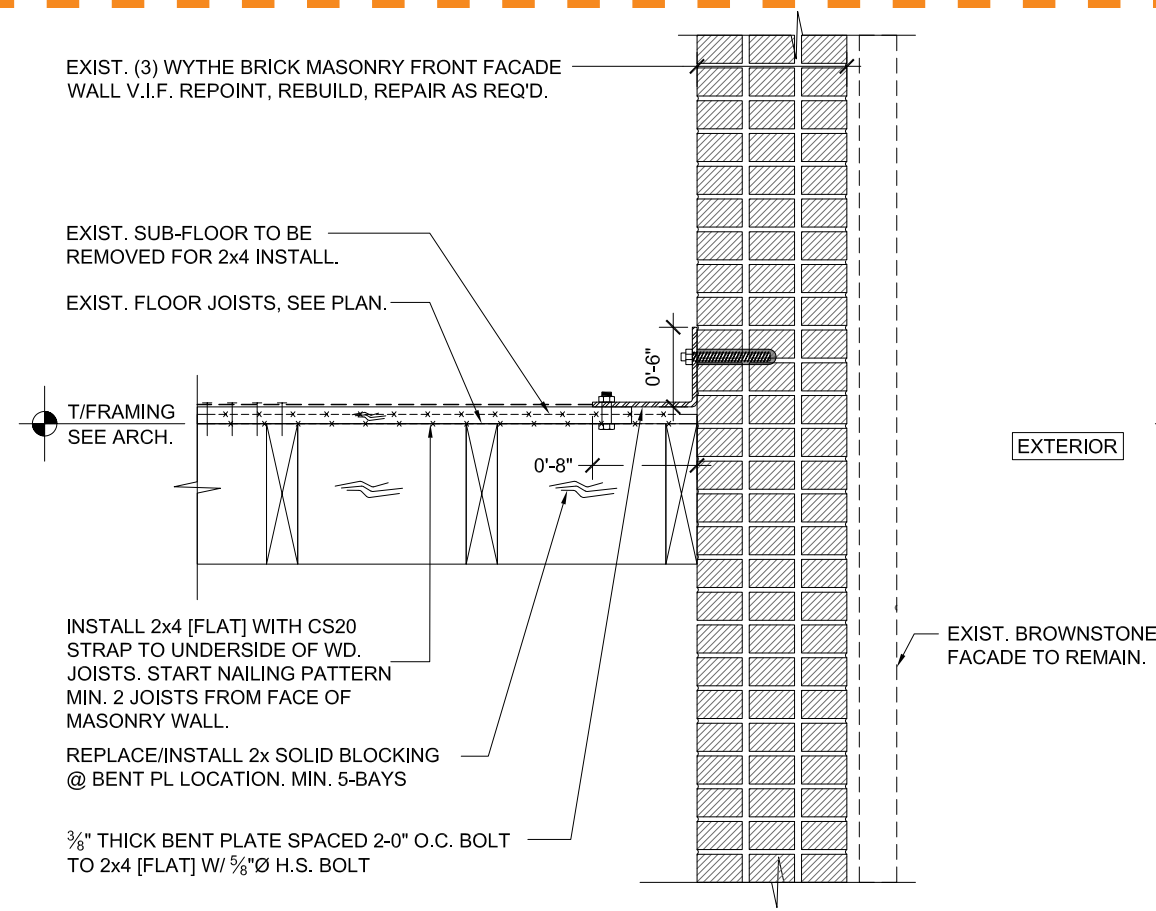 EXIST. (3) WYTHE BRICK MASONRY FRONT FACADE
WALL V.I.F. REPOINT, REBUILD, REPAIR AS REQ'D.
EXIST. SUB-FLOOR TO BE
REMOVED FOR 2x4 INSTALL.
EXIST. FLOOR JOISTS, SEE PLAN.
0'-6"
T/FRAMING
SEE ARCH.
0'-8"
EXTERIOR
INSTALL 2x4 [FLAT] WITH CS20
STRAP TO UNDERSIDE OF WD.
JOISTS. START NAILING PATTERN
MIN. 2 JOISTS FROM FACE OF
MASONRY WALL.
EXIST. BROWNSTONE
FACADE TO REMAIN.
REPLACE/INSTALL 2x SOLID BLOCKING
@ BENT PL LOCATION. MIN. 5-BAYS
⅜" THICK BENT PLATE SPACED 2-0" O.C. BOLT
TO 2x4 [FLAT] W/ ⅝"Ø H.S. BOLT